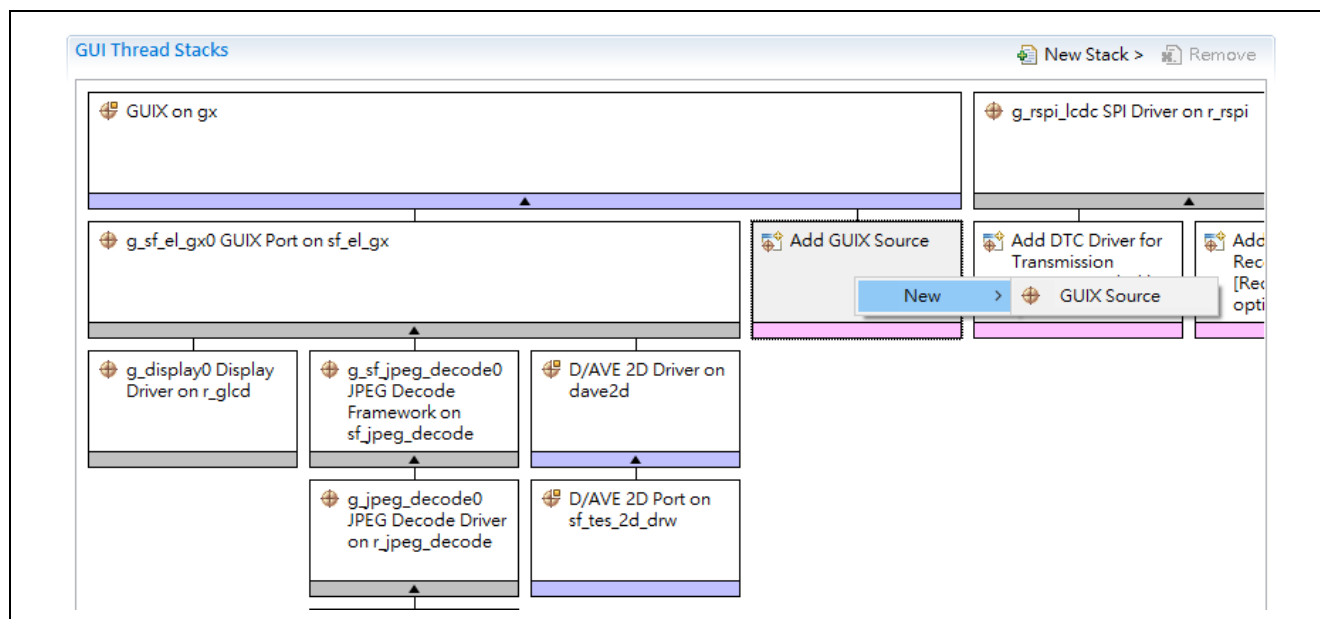 GUI Thread Stacks
New Stack >
Remove
GUIX on gx
g_rspi_lcdc SPI Driver on r_rspi
g_sf_el_gx0 GUIX Port on sf_el_gx
Add GUIX Source
Add DTC Driver for
Transmission
Add
New
GUIX Source
g_display0 Display
Driver on r_glcd
g_sf_jpeg_decode0
JPEG Decode
Framework on
sf_jpeg_decode
D/AVE 2D Driver on
dave2d
g_jpeg_decode0
JPEG Decode Driver
on r_jpeg_decode
D/AVE 2D Port on
sf_tes_2d_drw